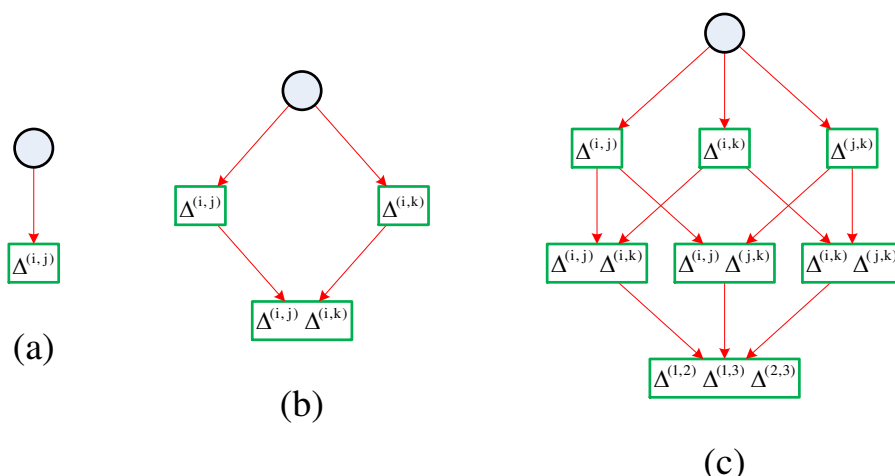 Δ^(i,j)
(a)
Δ^(i,j) Δ^(i,k)
Δ^(i,j) Δ^(i,k)
(b)
Δ^(i,j) Δ^(i,k) Δ^(j,k)
Δ^(i,j) Δ^(i,k) Δ^(i,j) Δ^(j,k) Δ^(i,k) Δ^(j,k)
Δ^(1,2) Δ^(1,3) Δ^(2,3)
(c)